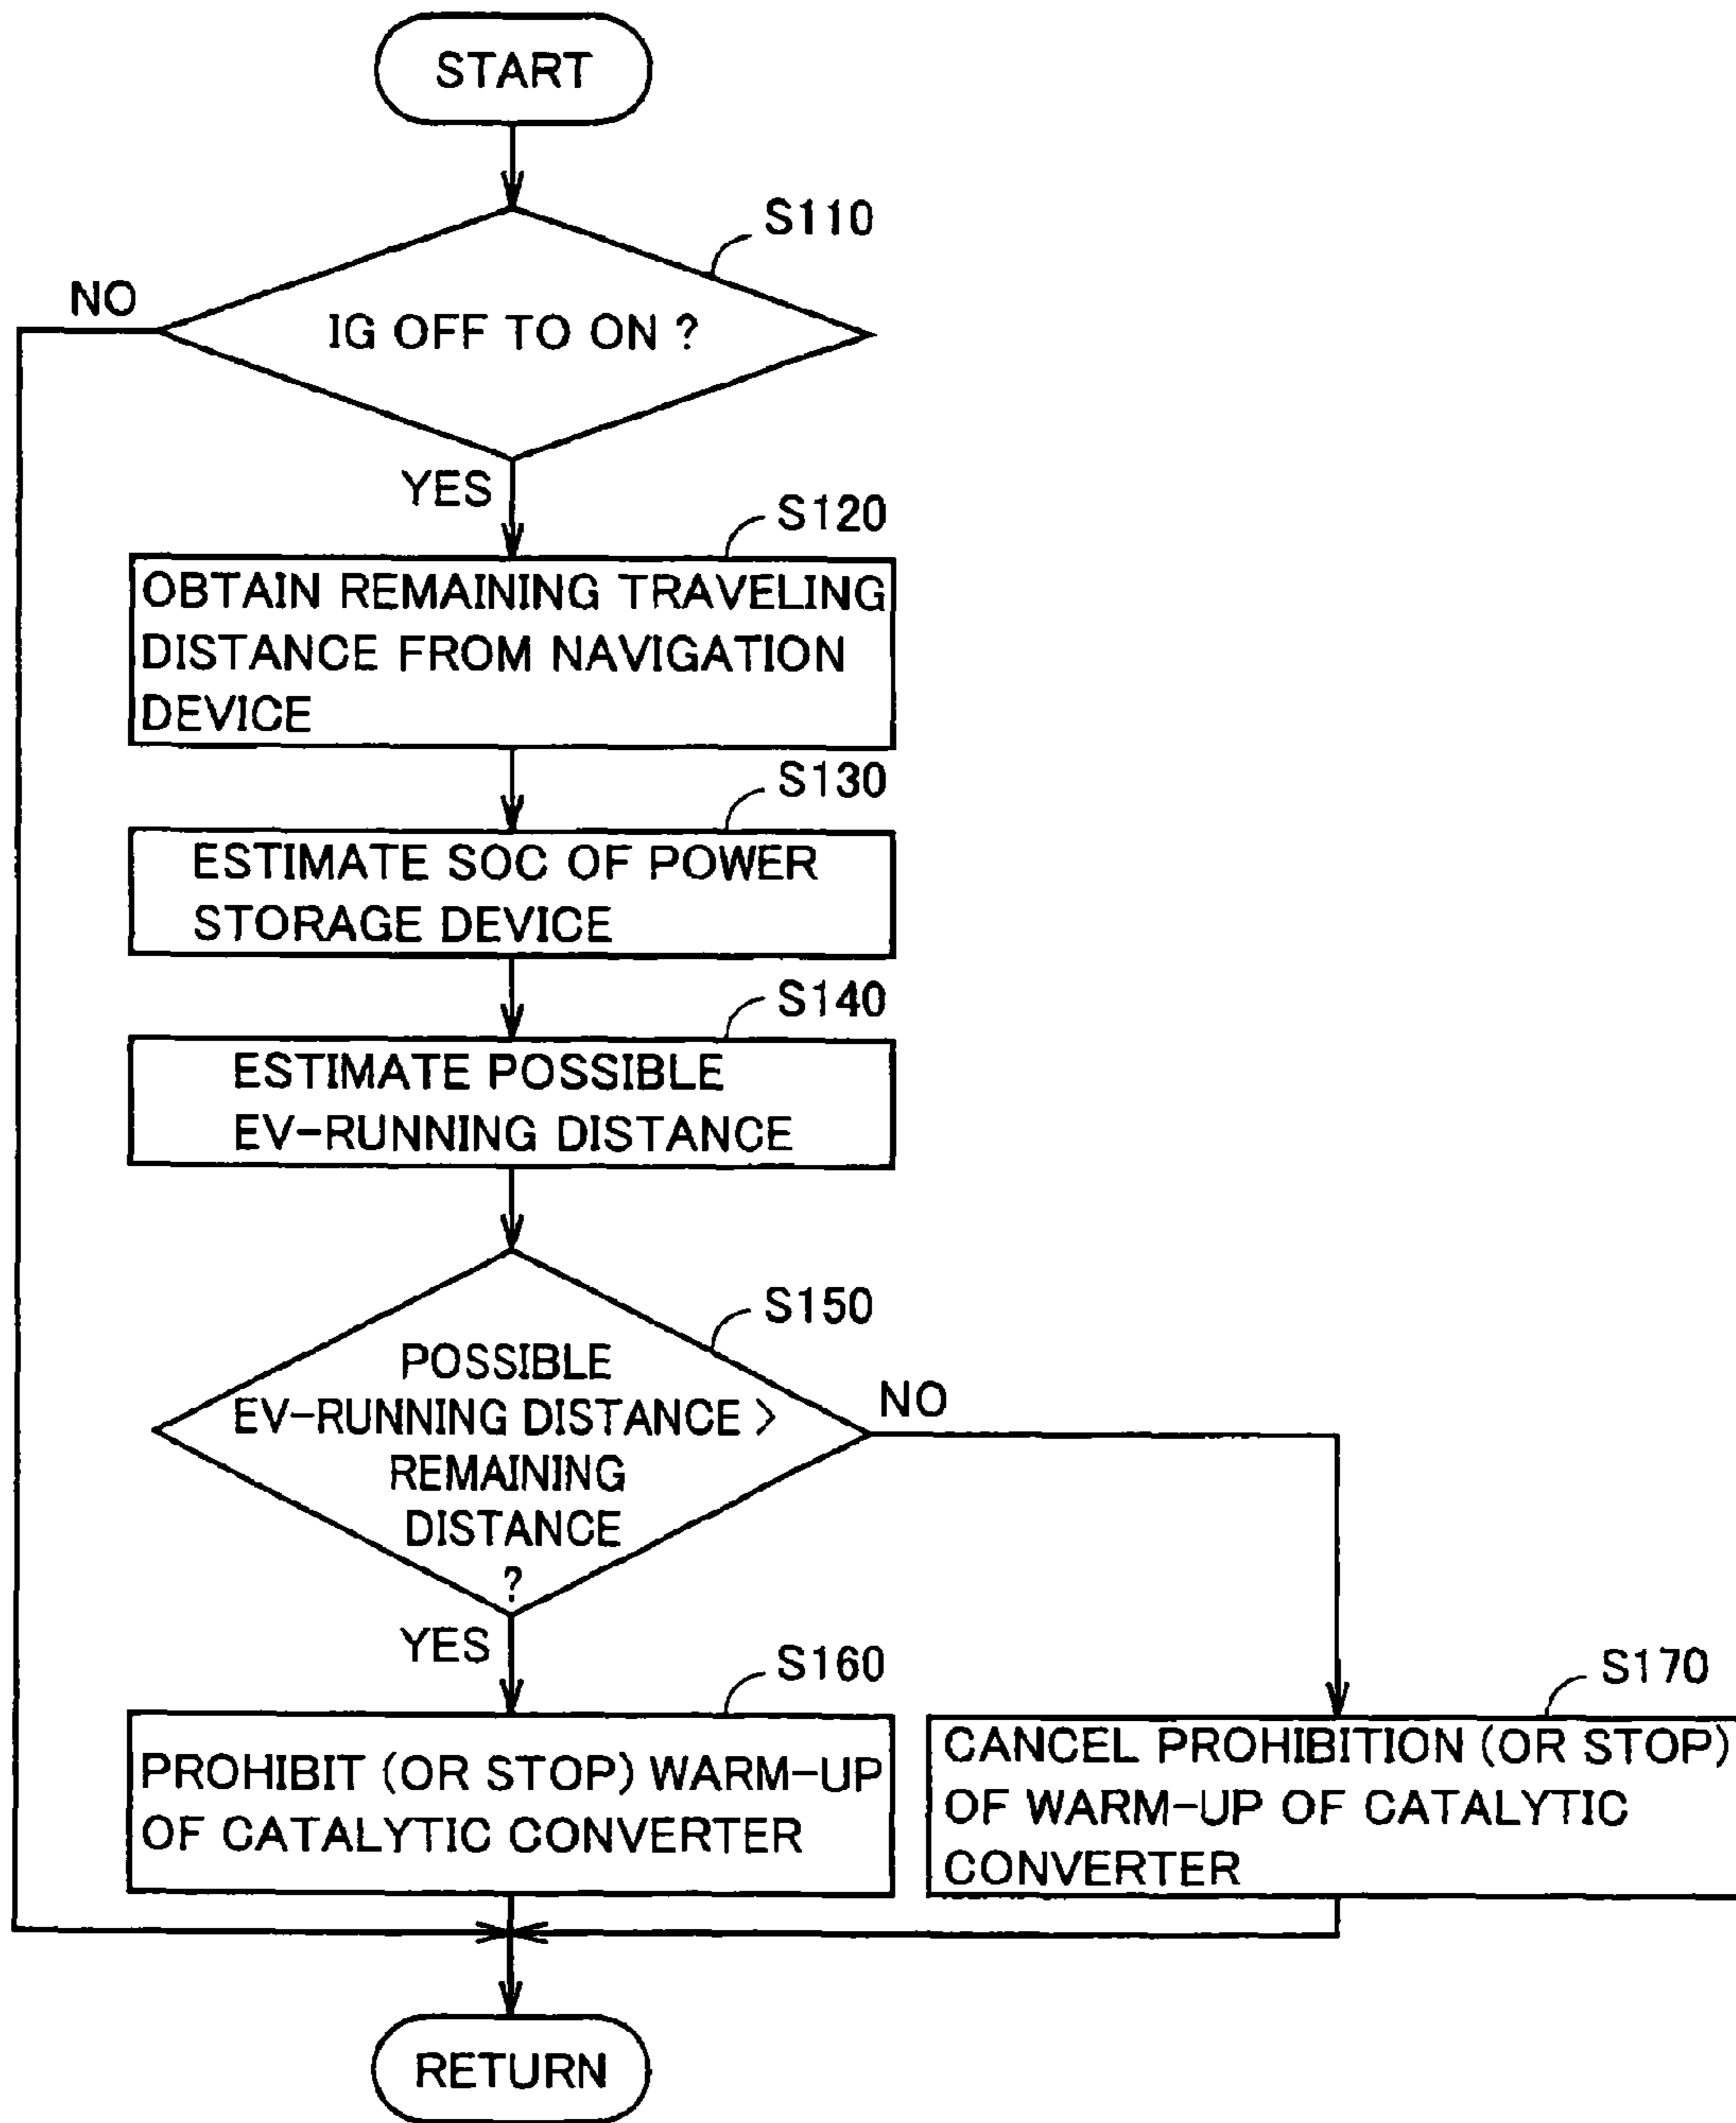 START
S110
NO
IG OFF TO ON ?
YES
S120
OBTAIN REMAINING TRAVELING
DISTANCE FROM NAVIGATION
DEVICE
S130
ESTIMATE SOC OF POWER
STORAGE DEVICE
S140
ESTIMATE POSSIBLE
EV-RUNNING DISTANCE
S150
POSSIBLE
EV-RUNNING DISTANCE >
REMAINING
DISTANCE
?
NO
YES
S160
PROHIBIT (OR STOP) WARM-UP
OF CATALYTIC CONVERTER
S170
CANCEL PROHIBITION (OR STOP)
OF WARM-UP OF CATALYTIC
CONVERTER
RETURN